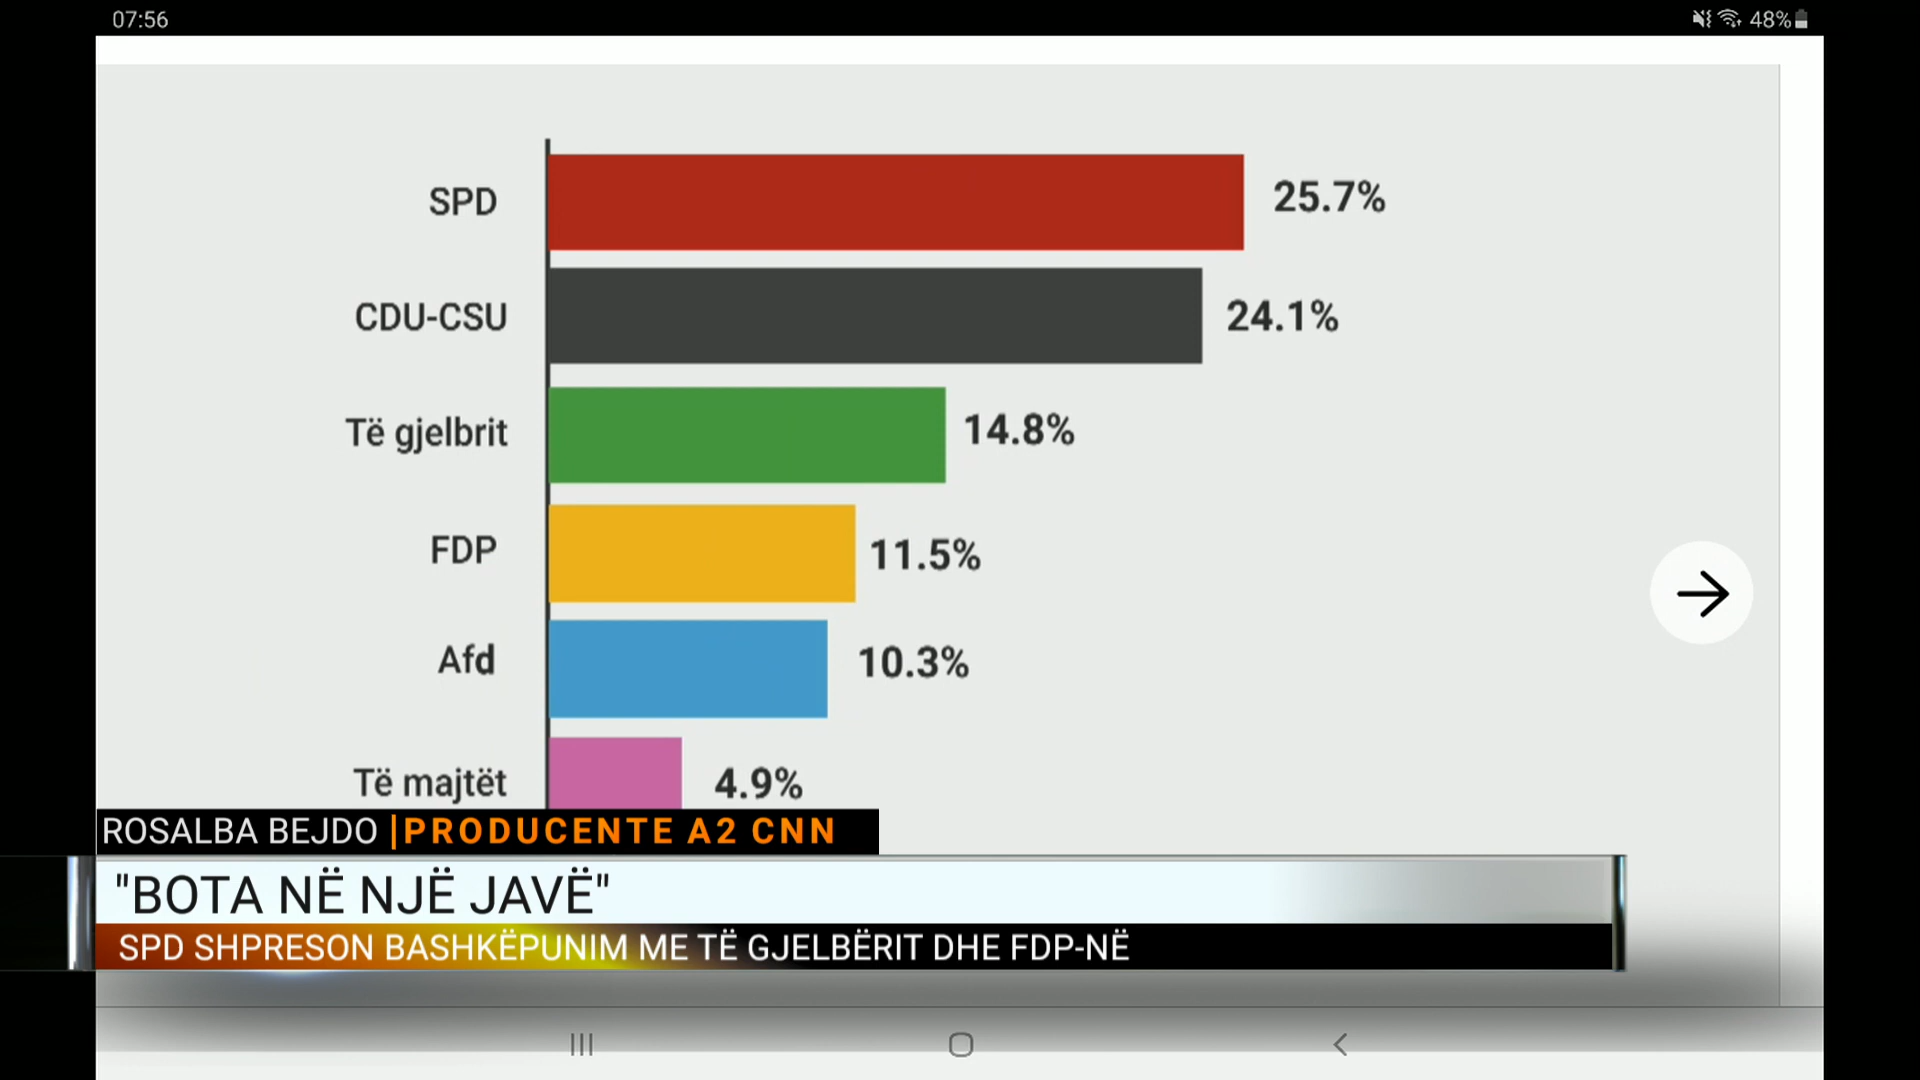 07:56
48%
SPD 25.7%
CDU-CSU 24.1%
Të gjelbrit 14.8%
FDP 11.5%
Afd 10.3%
Të majtët 4.9%
ROSALBA BEJDO |PRODUCENTE A2 CNN
"BOTA NË NJË JAVË"
SPD SHPRESON BASHKËPUNIM ME TË GJELBËRIT DHE FDP-NË